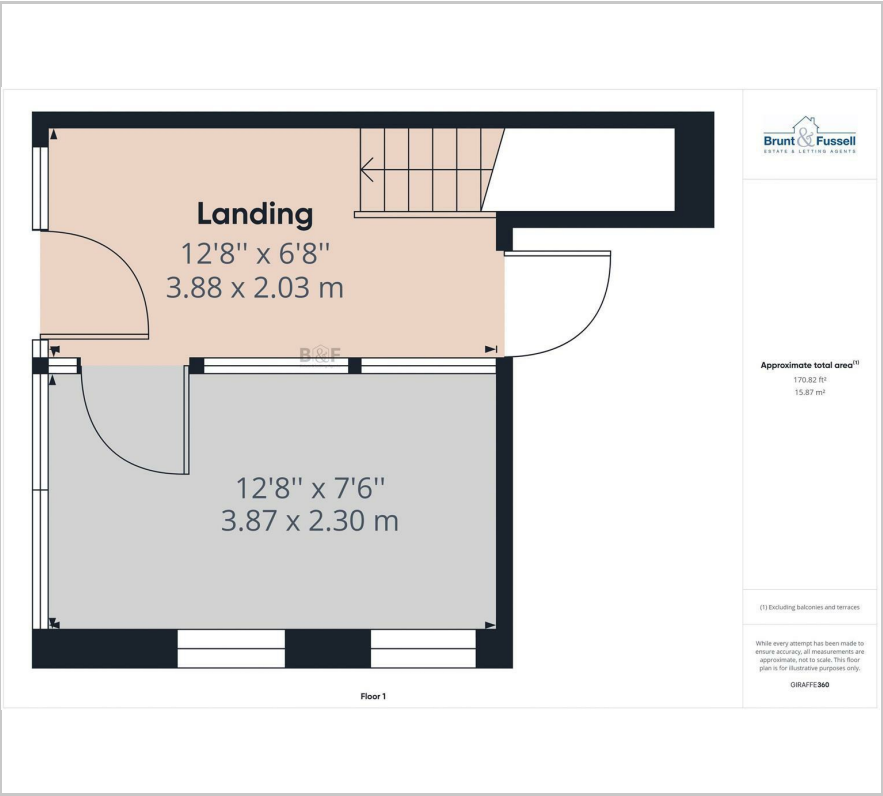 Landing
12'8'' x 6'8''
3.88 x 2.03 m
B&F
12'8'' x 7'6''
3.87 x 2.30 m
Floor 1
Brunt & Fussell
ESTATE & LETTING AGENTS
Approximate total area(1)
170.82 ft²
15.87 m²
(1) Excluding balconies and terraces
While every attempt has been made to
ensure accuracy, all measurements are
approximate, not to scale. This floor
plan is for illustrative purposes only.
GIRAFFE360